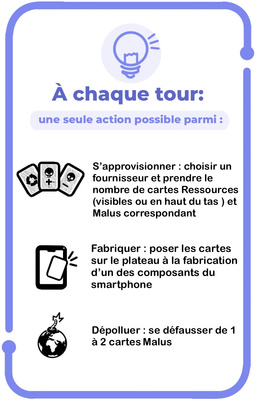 À chaque tour:
une seule action possible parmi :
S'approvisionner : choisir un
fournisseur et prendre le
nombre de cartes Ressources
(visibles ou en haut du tas ) et
Malus correspondant
Fabriquer : poser les cartes
sur le plateau à la fabrication
d'un des composants du
smartphone
Dépolluer : se défausser de 1
à 2 cartes Malus